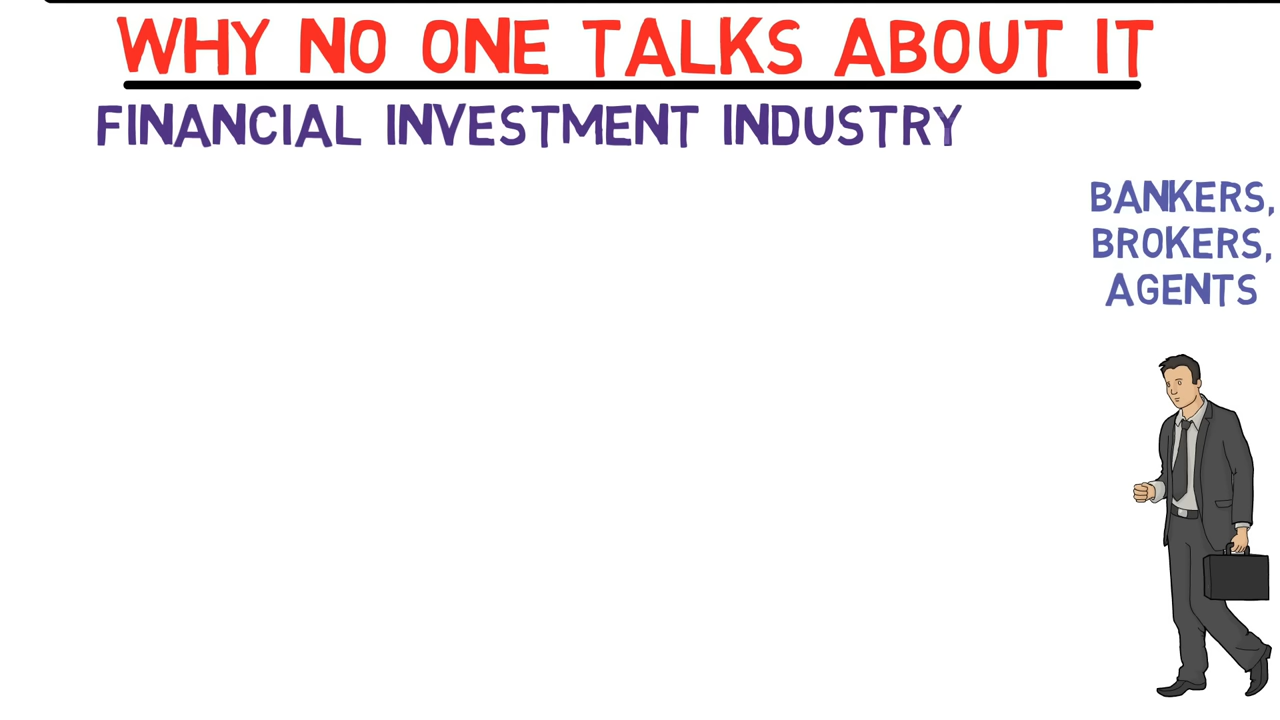 WHY NO ONE TALKS ABOUT IT
FINANCIAL INVESTMENT INDUSTRY
BANKERS,
BROKERS,
AGENTS